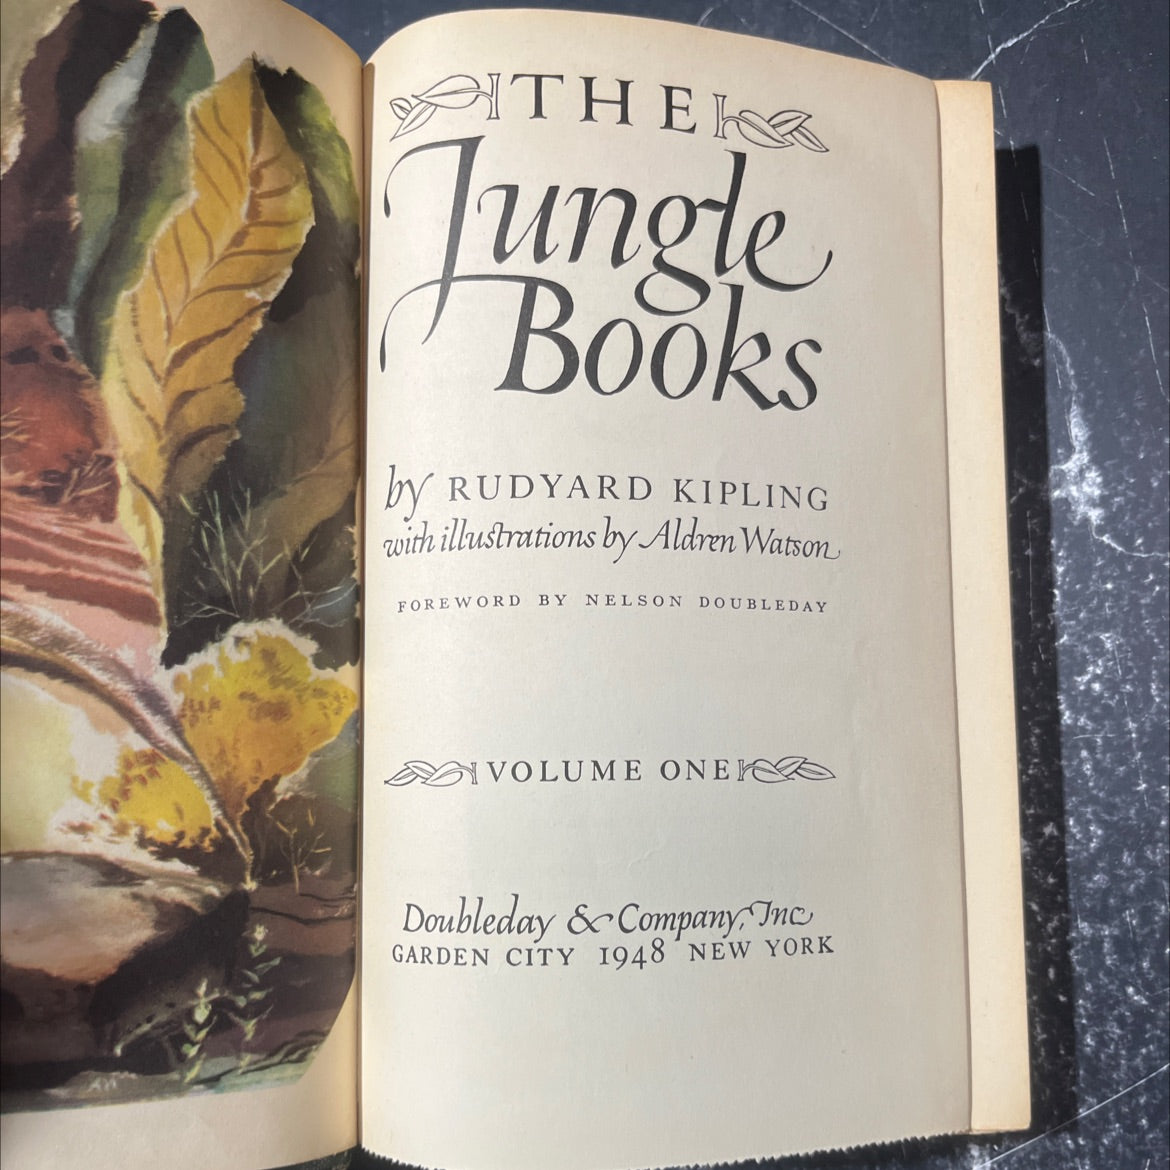 THE
Jungle
Books
by RUDYARD KIPLING
with illustrations by Aldren Watson
FOREWORD BY NELSON DOUBLEDAY
VOLUME ONE
Doubleday & Company, Inc
GARDEN CITY 1948 NEW YORK
AW